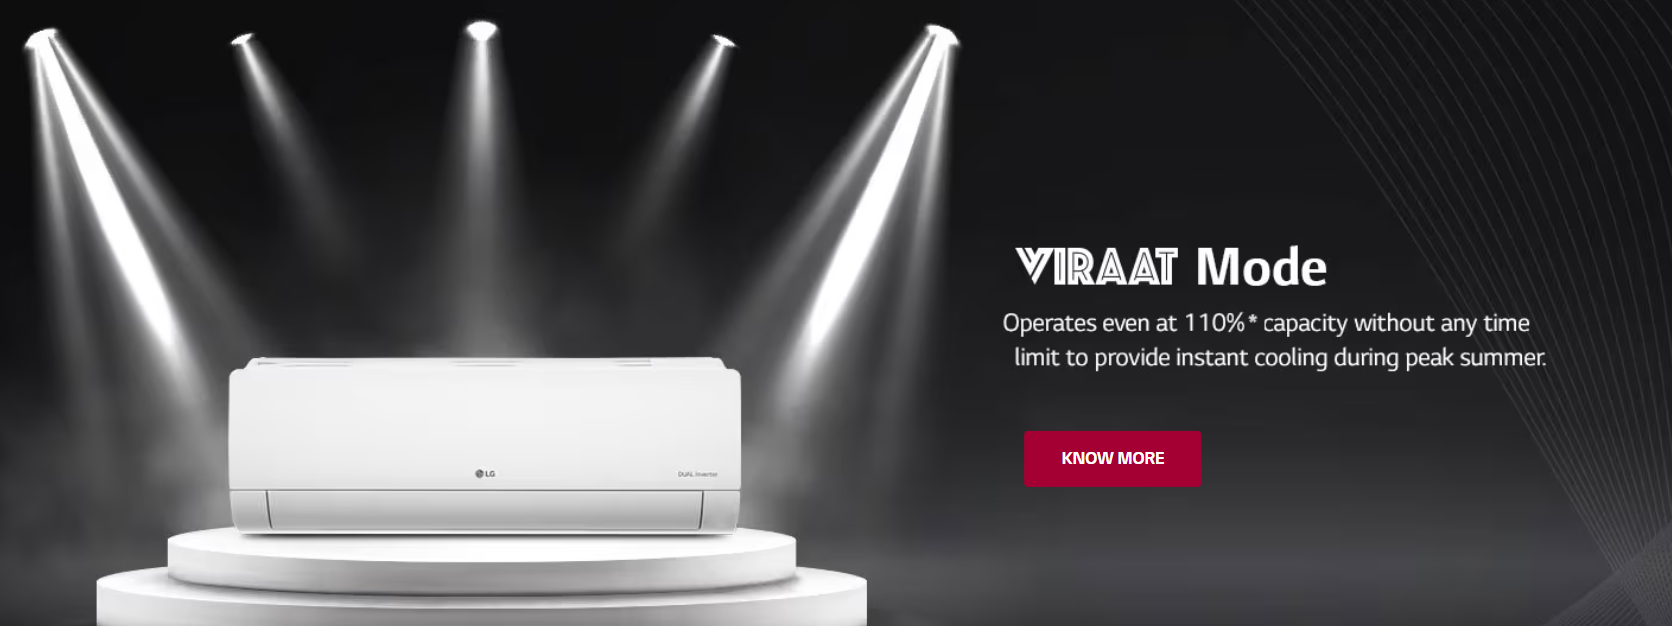 VIRAAT Mode
Operates even at 110%* capacity without any time
limit to provide instant cooling during peak summer.
KNOW MORE
LG
DUAL Inverter